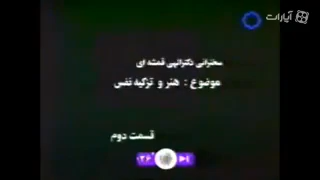 آپارات
سخنرانی دکترالهی قمشه ای
موضوع : هنر و تزکیه نفس
قسمت دوم